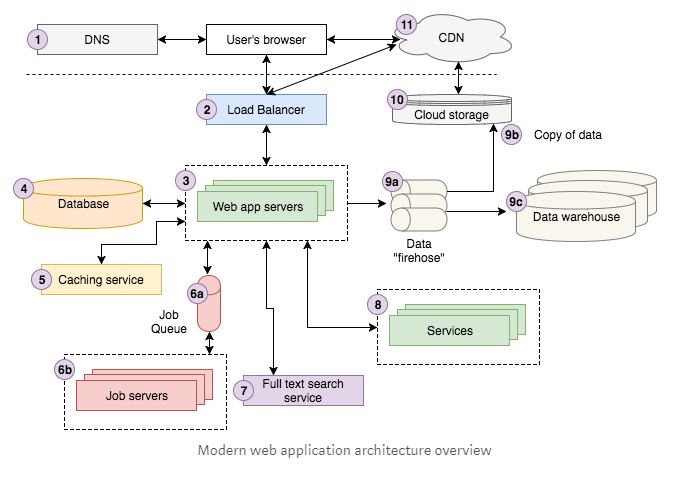 1
DNS
User's browser
11
CDN
2
Load Balancer
10
Cloud storage
9b
Copy of data
3
Web app servers
4
Database
9a
Data
"firehose"
9c
Data warehouse
5
Caching service
6a
Job
Queue
8
Services
6b
Job servers
7
Full text search
service
Modern web application architecture overview